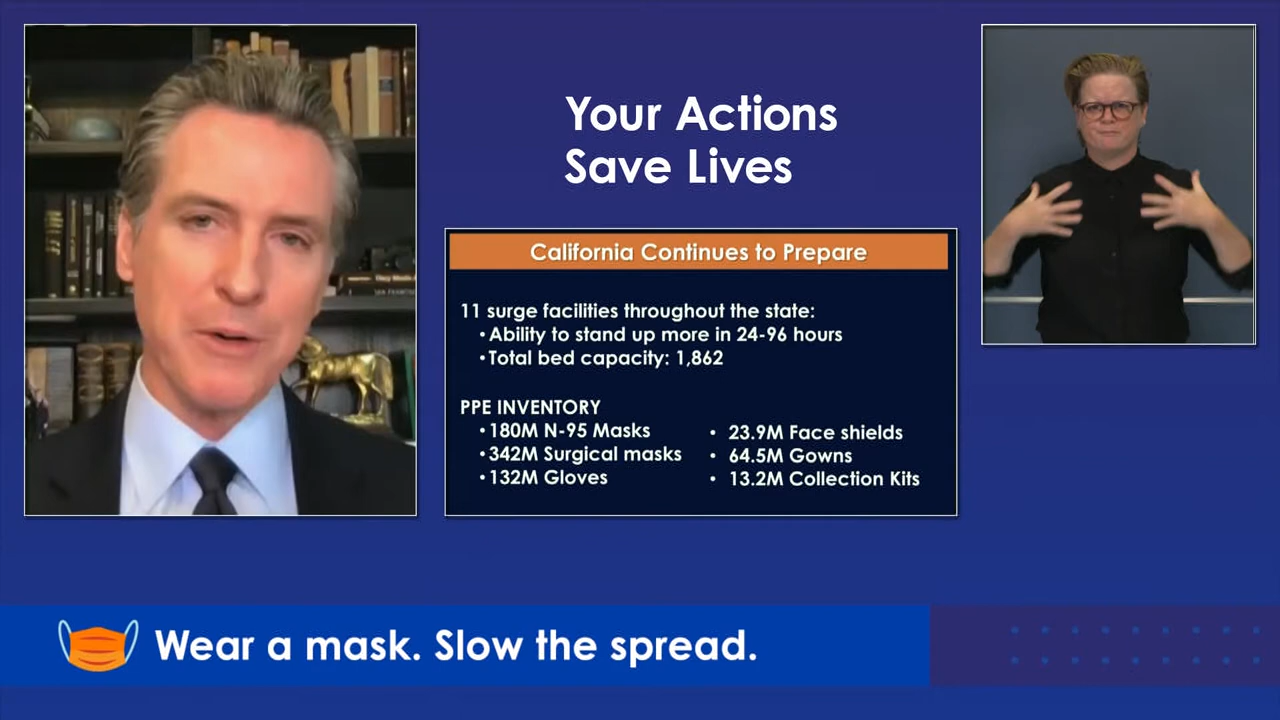 Your Actions
Save Lives
California Continues to Prepare
11 surge facilities throughout the state:
• Ability to stand up more in 24-96 hours
• Total bed capacity: 1,862
PPE INVENTORY
• 180M N-95 Masks
• 342M Surgical masks
• 132M Gloves
• 23.9M Face shields
• 64.5M Gowns
• 13.2M Collection Kits
Wear a mask. Slow the spread.